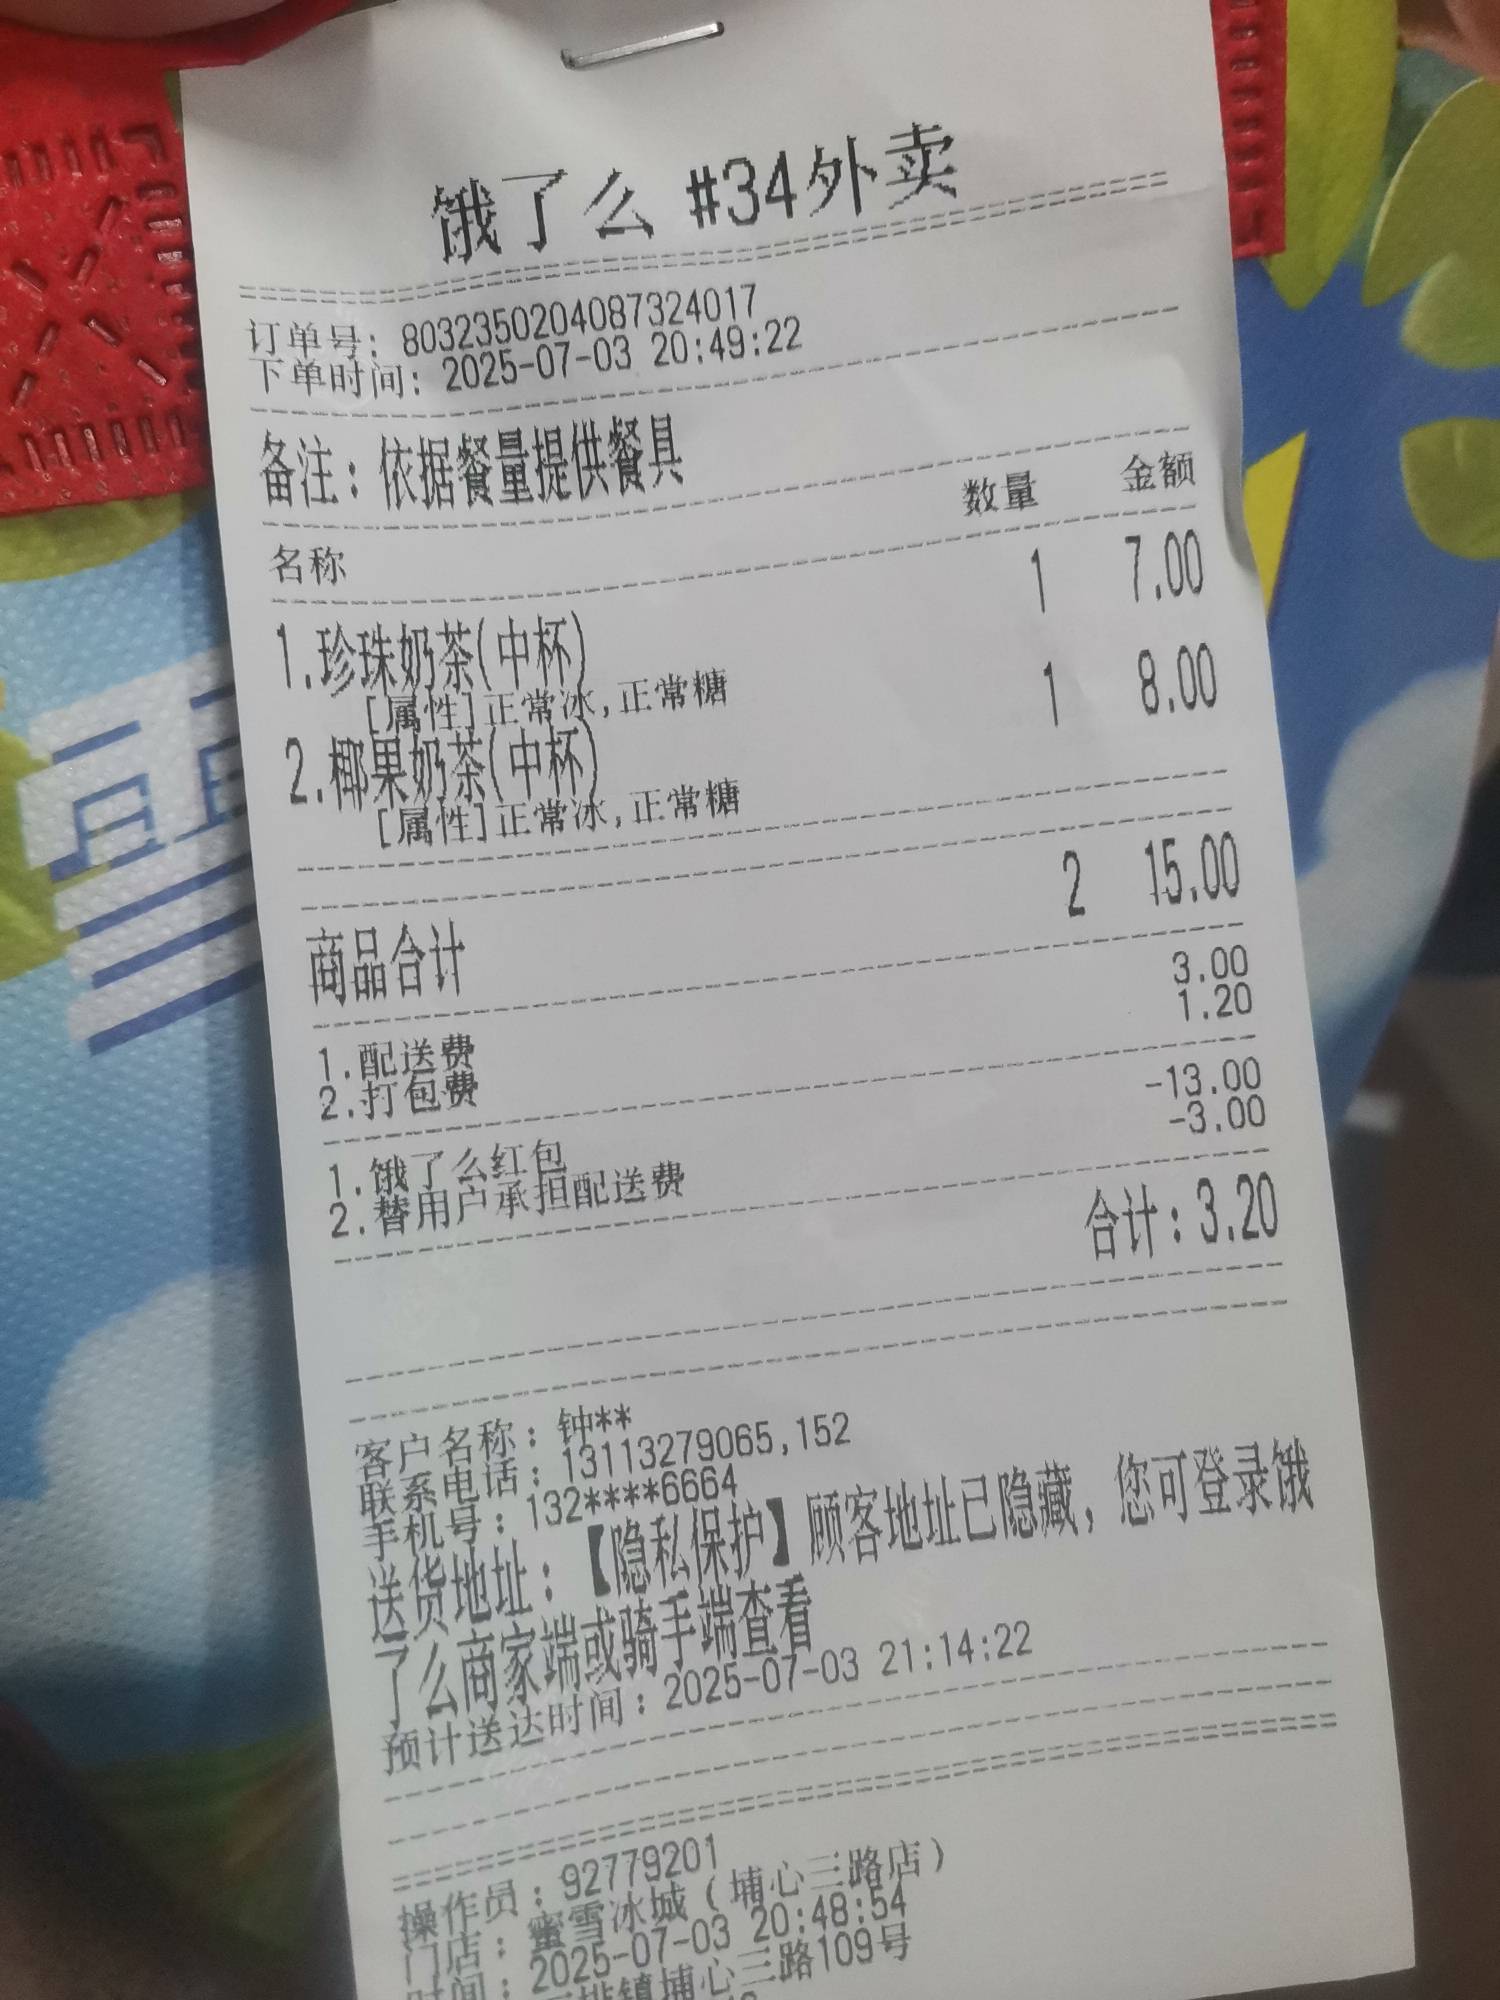 饿了么 #34外卖
订单号: 8032350204087324017
下单时间: 2025-07-03 20:49:22
备注: 依据餐量提供餐具
名称 数量 金额
1.珍珠奶茶(中杯) 1 7.00
[属性]正常冰,正常糖
2.椰果奶茶(中杯) 1 8.00
[属性]正常冰,正常糖
商品合计 2 15.00
1.配送费 3.00
2.打包费 1.20
1.饿了么红包 -13.00
2.替用户承担配送费 -3.00
合计: 3.20
客户名称: 钟**
联系电话: 13113279065,152
手机号: 132****6664
送货地址: 【隐私保护】顾客地址已隐藏, 您可登录饿
了么商家端或骑手端查看
预计送达时间: 2025-07-03 21:14:22
操作员: 92779201
门店: 蜜雪冰城(埔心三路店)
时间: 2025-07-03 20:48:54
排镇埔心三路109号
雪